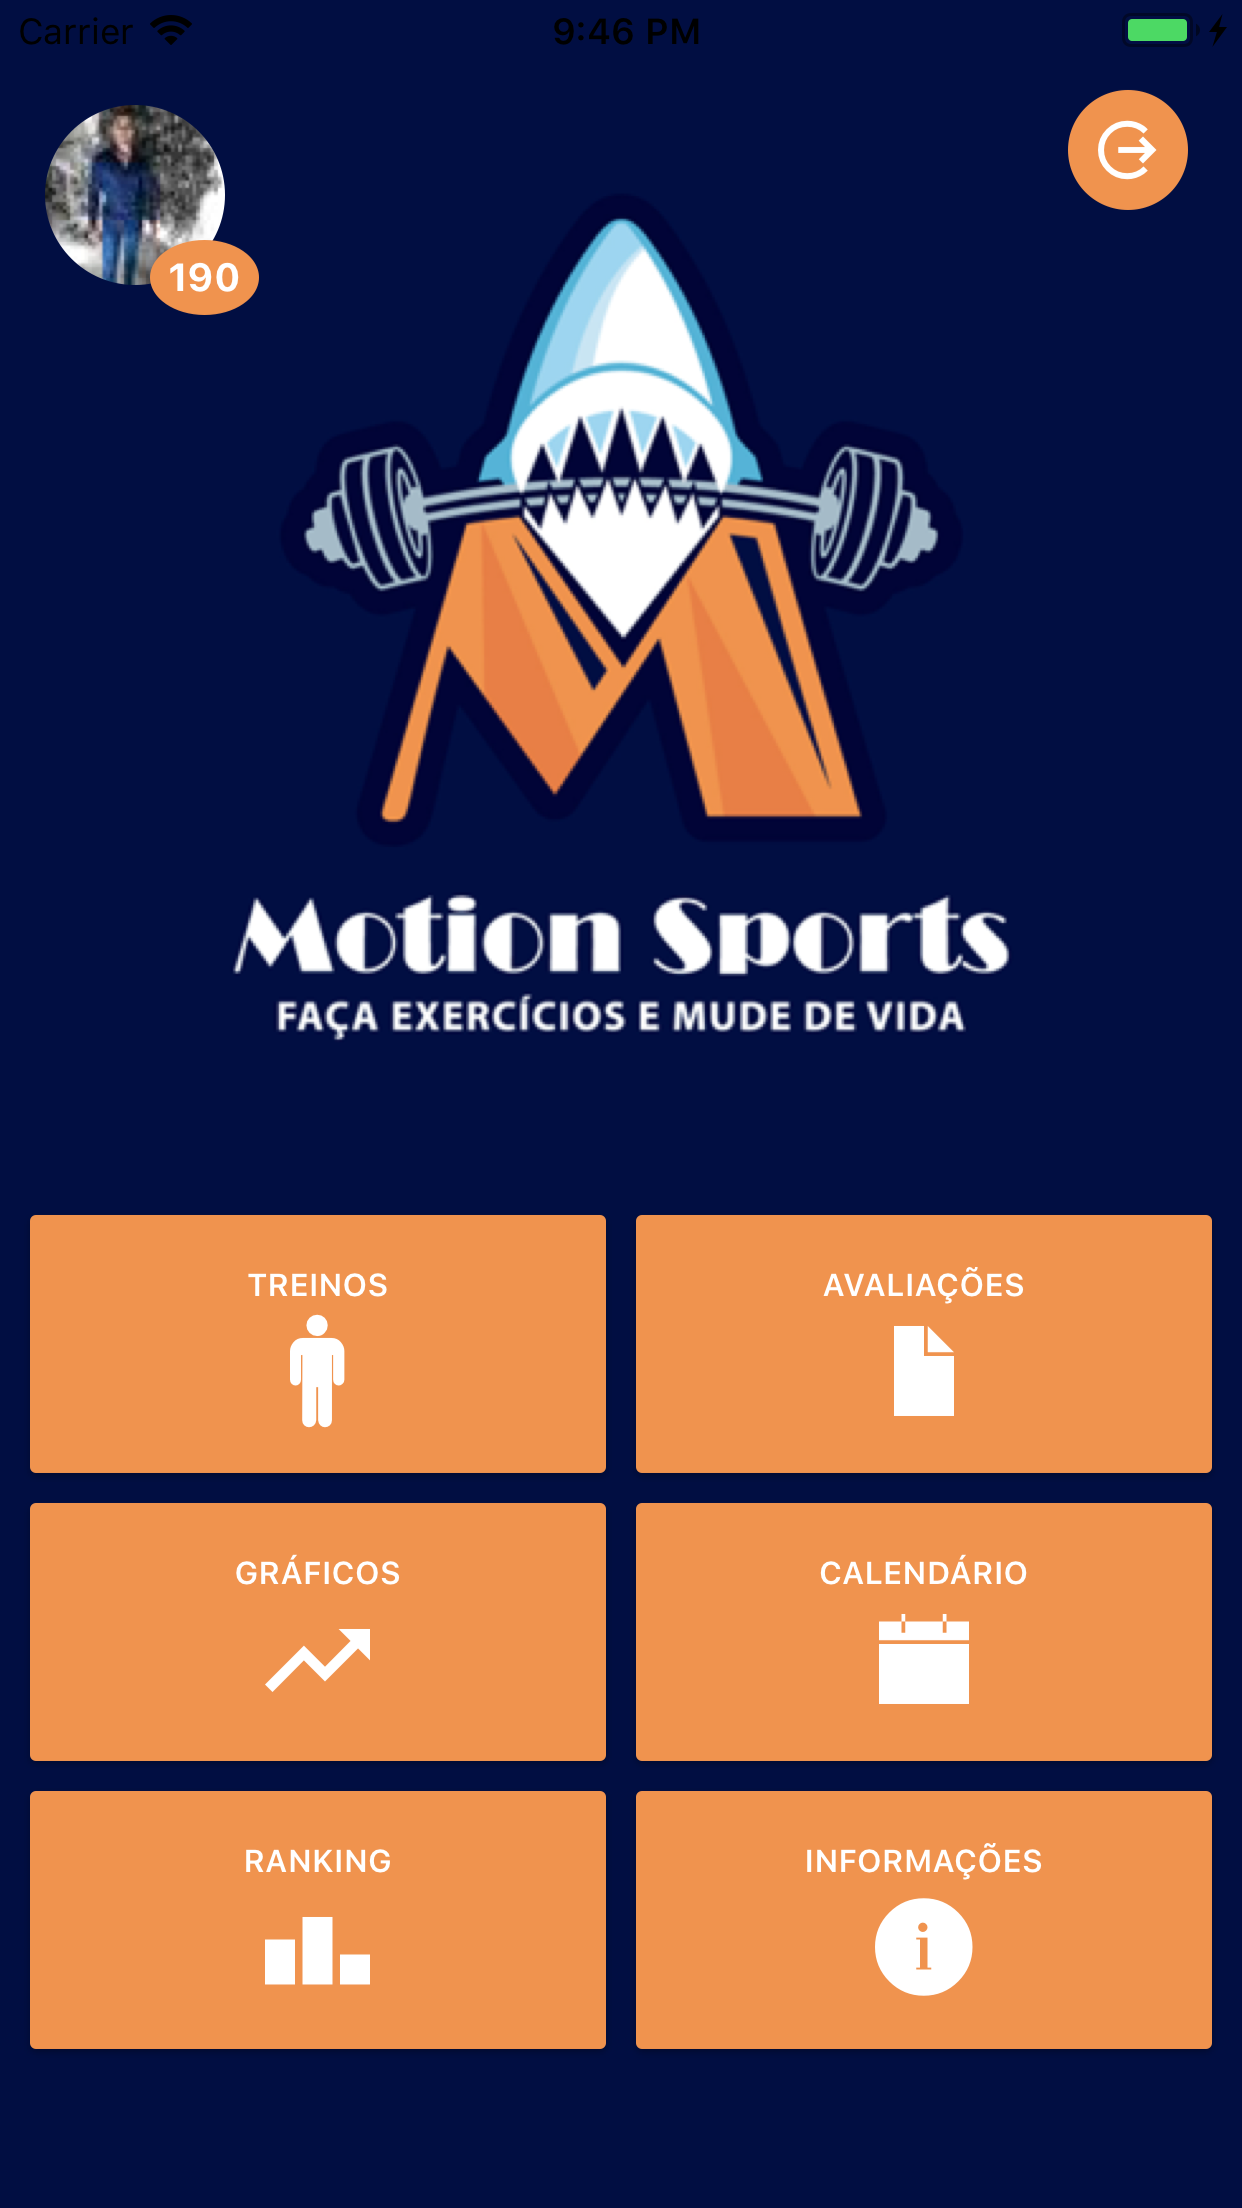 Carrier 9:46 PM
190
Motion Sports
FAÇA EXERCÍCIOS E MUDE DE VIDA
TREINOS
AVALIAÇÕES
GRÁFICOS
CALENDÁRIO
RANKING
INFORMAÇÕES